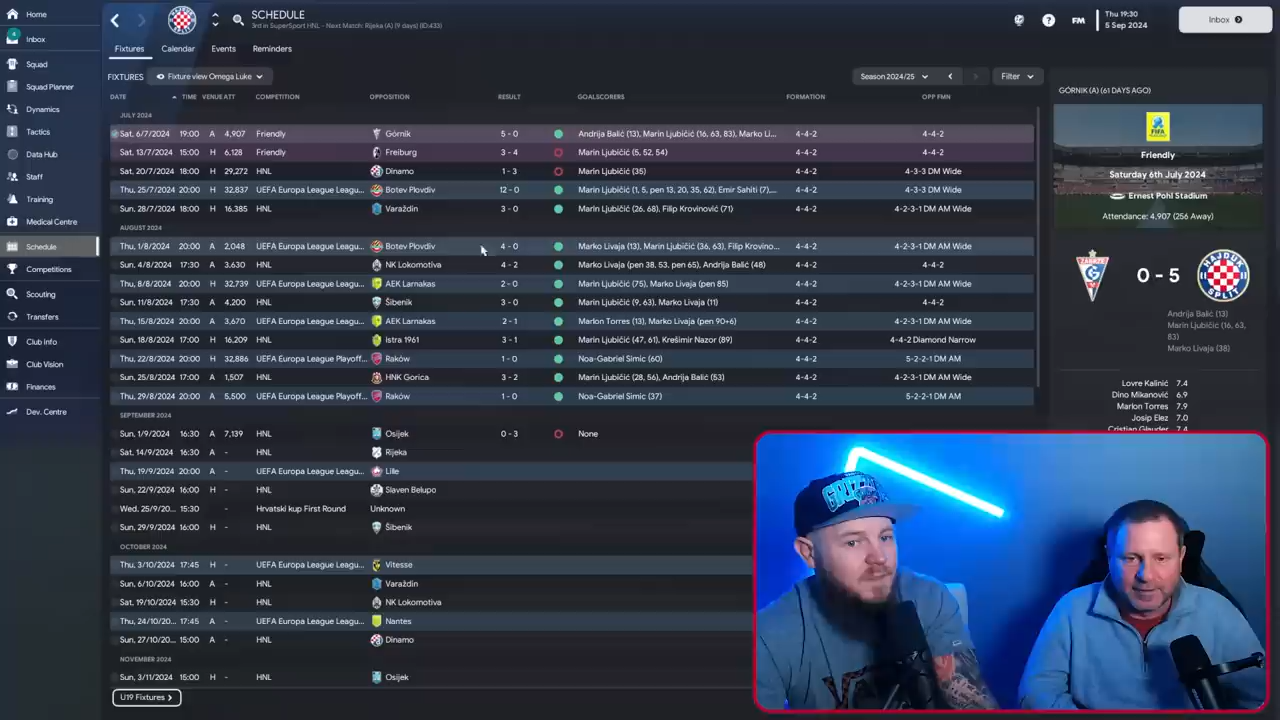 Home
SCHEDULE
3rd in SuperSport HNL - Next Match: Rijeka (A) (9 days) (ID:433)
FM
Thu 19:30
5 Sep 2024
Inbox
Inbox
Fixtures Calendar Events Reminders
Squad
Squad Planner
Dynamics
Tactics
Data Hub
Staff
Training
Medical Centre
Schedule
Competitions
Scouting
Transfers
Club Info
Club Vision
Finances
Dev. Centre
FIXTURES Fixture view Omega Luke Season 2024/25 Filter
DATE TIME VENUE ATT COMPETITION OPPOSITION RESULT GOALSCORERS FORMATION OPP FMN
JULY 2024
Sat, 6/7/2024 19:00 A 4,907 Friendly Górnik 5 - 0 Andrija Balić (13), Marin Ljubičić (16, 63, 83), Marko Li... 4-4-2 4-4-2
Sat, 13/7/2024 15:00 H 6,128 Friendly Freiburg 3 - 4 Marin Ljubičić (5, 52, 54) 4-4-2 4-4-2
Sat, 20/7/2024 18:00 H 29,272 HNL Dinamo 1 - 3 Marin Ljubičić (35) 4-4-2 4-3-3 DM Wide
Thu, 25/7/2024 20:00 H 32,837 UEFA Europa League Leagu... Botev Plovdiv 12 - 0 Marin Ljubičić (1, 5, pen 13, 20, 35, 62), Emir Sahiti (7),... 4-4-2 4-2-3-1 DM AM Wide
Sun, 28/7/2024 18:00 H 16,385 HNL Varaždin 3 - 0 Marin Ljubičić (26, 68), Filip Krovinović (71) 4-4-2 4-2-3-1 DM AM Wide
AUGUST 2024
Thu, 1/8/2024 20:00 A 2,048 UEFA Europa League Leagu... Botev Plovdiv 4 - 0 Marko Livaja (13), Marin Ljubičić (36, 63), Filip Krovino... 4-4-2 4-2-3-1 DM AM Wide
Sun, 4/8/2024 17:30 A 3,630 HNL NK Lokomotiva 4 - 2 Marko Livaja (pen 38, 53, pen 65), Andrija Balić (48) 4-4-2 4-4-2
Thu, 8/8/2024 20:00 H 32,739 UEFA Europa League Leagu... AEK Larnakas 2 - 0 Marin Ljubičić (75), Marko Livaja (pen 85) 4-4-2 4-2-3-1 DM AM Wide
Sun, 11/8/2024 17:30 A 4,200 HNL Šibenik 3 - 0 Marin Ljubičić (9, 63), Marko Livaja (11) 4-4-2 4-4-2
Thu, 15/8/2024 20:00 A 3,670 UEFA Europa League Leagu... AEK Larnakas 2 - 1 Marlon Torres (13), Marko Livaja (pen 90+6) 4-4-2 4-2-3-1 DM AM Wide
Sun, 18/8/2024 17:00 H 16,209 HNL Istra 1961 3 - 1 Marin Ljubičić (47, 61), Krešimir Nazor (89) 4-4-2 4-4-2 Diamond Narrow
Thu, 22/8/2024 20:00 H 32,886 UEFA Europa League Playoff... Raków 1 - 0 Noa-Gabriel Simic (60) 4-4-2 5-2-2-1 DM AM
Sun, 25/8/2024 17:00 A 1,507 HNL HNK Gorica 3 - 2 Marin Ljubičić (28, 56), Andrija Balić (53) 4-4-2 4-2-3-1 DM AM Wide
Thu, 29/8/2024 20:00 A 5,500 UEFA Europa League Playoff... Raków 1 - 0 Noa-Gabriel Simic (37) 4-4-2 5-2-2-1 DM AM
SEPTEMBER 2024
Sun, 1/9/2024 16:30 A 7,139 HNL Osijek 0 - 3 None
Sat, 14/9/2024 16:30 A - HNL Rijeka
Thu, 19/9/2024 20:00 A - UEFA Europa League Leagu... Lille
Sun, 22/9/2024 16:00 H - HNL Slaven Belupo
Wed, 25/9/20... 15:30 - Hrvatski kup First Round Unknown
Sun, 29/9/2024 16:00 H - HNL Šibenik
OCTOBER 2024
Thu, 3/10/2024 17:45 H - UEFA Europa League Leagu... Vitesse
Sun, 6/10/2024 16:00 A - HNL Varaždin
Sat, 19/10/2024 15:30 H - HNL NK Lokomotiva
Thu, 24/10/20... 17:45 A - UEFA Europa League Leagu... Nantes
Sun, 27/10/20... 15:00 A - HNL Dinamo
NOVEMBER 2024
Sun, 3/11/2024 15:00 H - HNL Osijek
U19 Fixtures
GÓRNIK (A) (61 DAYS AGO)
FIFA
Friendly
Saturday 6th July 2024
Ernest Pohl Stadium
Attendance: 4,907 (256 Away)
0 - 5
HAJDUK
SPLIT
Andrija Balić (13)
Marin Ljubičić (16, 63,
83)
Marko Livaja (38)
Lovre Kalinić 7.4
Dino Mikanović 6.9
Marlon Torres 7.9
Josip Elez 7.0